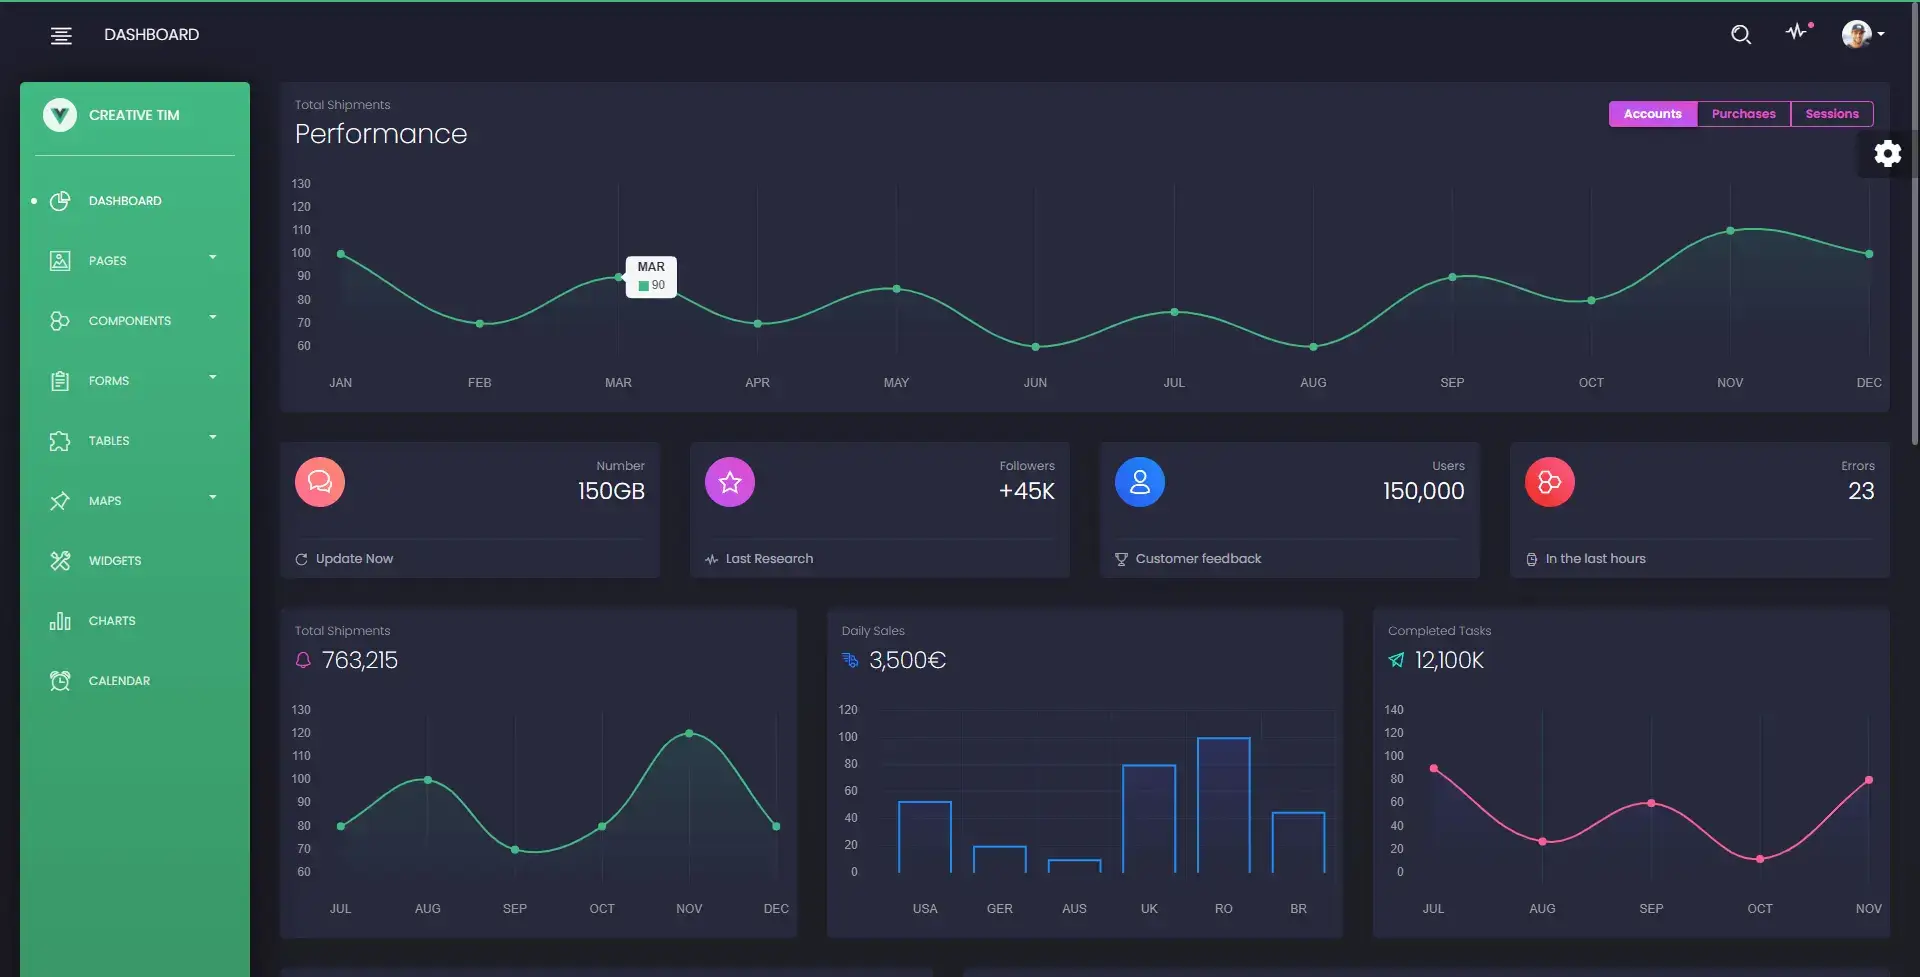 DASHBOARD
CREATIVE TIM
DASHBOARD
PAGES
COMPONENTS
FORMS
TABLES
MAPS
WIDGETS
CHARTS
CALENDAR
Total Shipments
Performance
Accounts Purchases Sessions
130
120
110
100
90
80
70
60
MAR
90
JAN FEB MAR APR MAY JUN JUL AUG SEP OCT NOV DEC
Number
150GB
Update Now
Followers
+45K
Last Research
Users
150,000
Customer feedback
Errors
23
In the last hours
Total Shipments
763,215
130
120
110
100
90
80
70
60
JUL AUG SEP OCT NOV DEC
Daily Sales
3,500€
120
100
80
60
40
20
0
USA GER AUS UK RO BR
Completed Tasks
12,100K
140
120
100
80
60
40
20
0
JUL AUG SEP OCT NOV